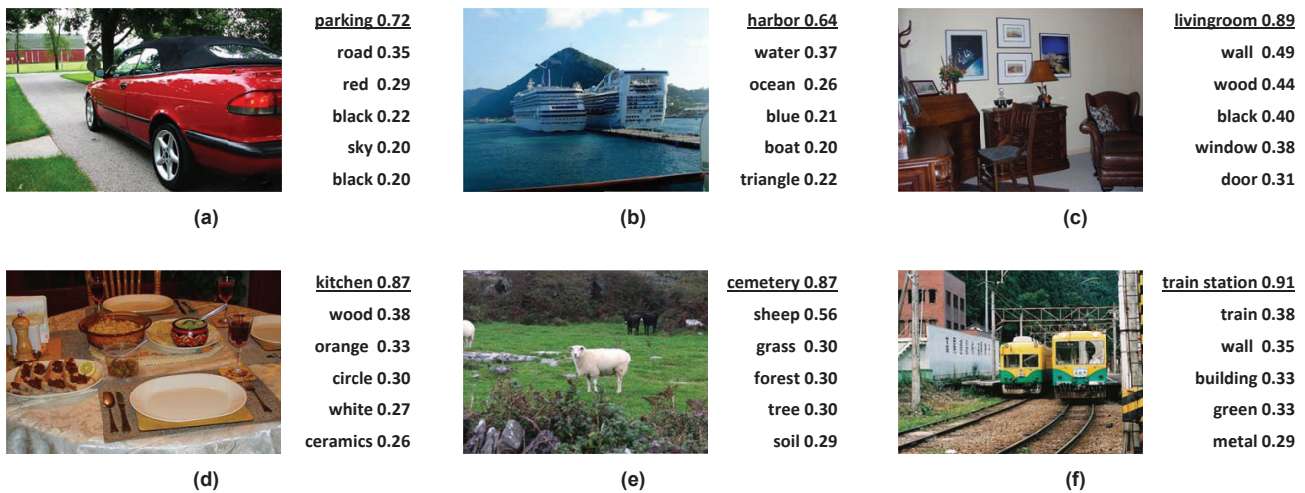 parking 0.72
road 0.35
red 0.29
black 0.22
sky 0.20
black 0.20
(a)
harbor 0.64
water 0.37
ocean 0.26
blue 0.21
boat 0.20
triangle 0.22
(b)
livingroom 0.89
wall 0.49
wood 0.44
black 0.40
window 0.38
door 0.31
(c)
kitchen 0.87
wood 0.38
orange 0.33
circle 0.30
white 0.27
ceramics 0.26
(d)
cemetery 0.87
sheep 0.56
grass 0.30
forest 0.30
tree 0.30
soil 0.29
(e)
train station 0.91
train 0.38
wall 0.35
building 0.33
green 0.33
metal 0.29
(f)